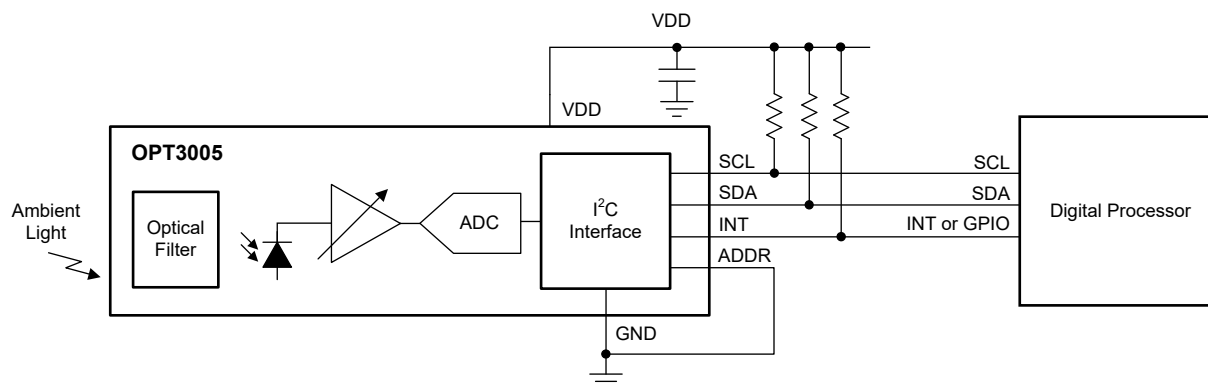 VDD
VDD
OPT3005
Ambient
Light
Optical
Filter
ADC
I²C
Interface
SCL
SDA
INT
ADDR
GND
SCL
SDA
INT or GPIO
Digital Processor